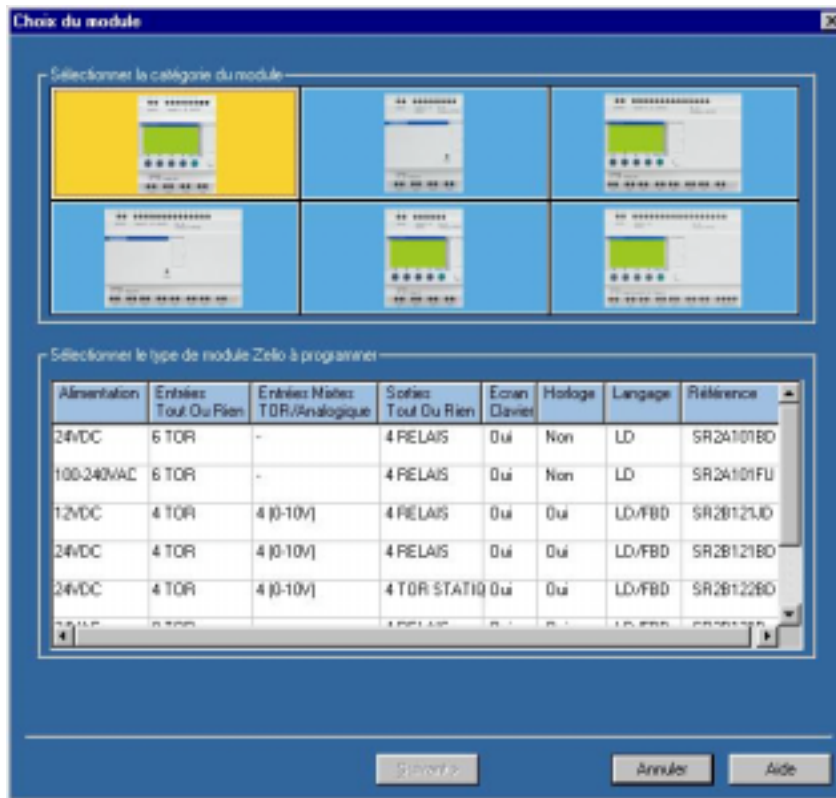 Choix du module
Sélectionner la catégorie du module
Sélectionner le type de module Zelio à programmer
Alimentation Entrées Tout Ou Rien Entrées Mixtes TOR/Analogique Sorties Tout Ou Rien Ecran Clavier Horloge Langage Référence
24VDC 6 TOR - 4 RELAIS Oui Non LD SR2A101BD
100-240VAC 6 TOR - 4 RELAIS Oui Non LD SR2A101FU
12VDC 4 TOR 4 (0-10V) 4 RELAIS Oui Oui LD/FBD SR2B121JD
24VDC 4 TOR 4 (0-10V) 4 RELAIS Oui Oui LD/FBD SR2B121BD
24VDC 4 TOR 4 (0-10V) 4 TOR STATIQ Oui Oui LD/FBD SR2B122BD
Suivant > Annuler Aide